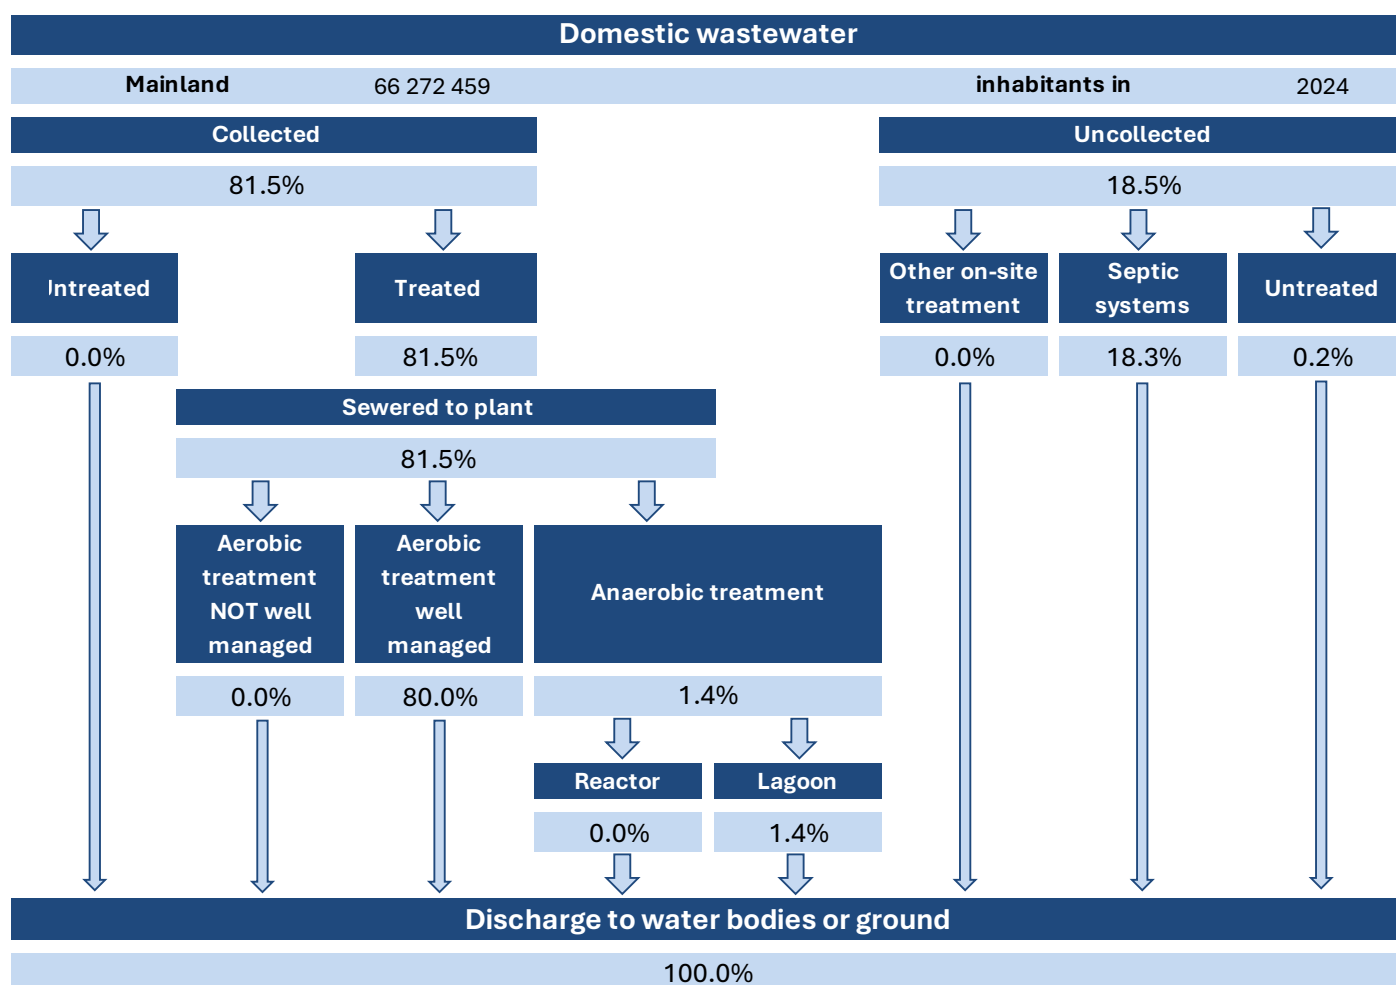 Domestic wastewater
Mainland 66 272 459 inhabitants in 2024
Collected Uncollected
81.5% 18.5%
Untreated Treated Other on-site treatment Septic systems Untreated
0.0% 81.5% 0.0% 18.3% 0.2%
Sewered to plant
81.5%
Aerobic
treatment
NOT well
managed
Aerobic
treatment
well
managed
Anaerobic treatment
0.0% 80.0% 1.4%
Reactor Lagoon
0.0% 1.4%
Discharge to water bodies or ground
100.0%